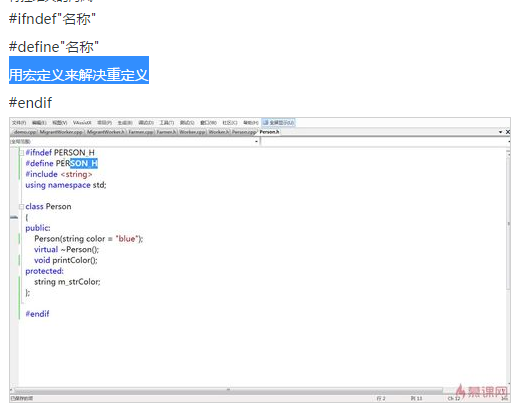 #ifndef"名称"
#define"名称"
用宏定义来解决重定义
#endif
文件(F) 编辑(E) 视图(V) VAssistX 项目(P) 生成(B) 调试(D) 工具(T) 测试(S) 窗口(W) 社区(C) 帮助(H)
demo.cpp MigrantWorker.cpp MigrantWorker.h Farmer.cpp Farmer.h Worker.cpp Worker.h Person.cpp Person.h
(全局范围)
#ifndef PERSON_H
#define PERSON_H
#include <string>
using namespace std;
class Person
{
public:
Person(string color = "blue");
virtual ~Person();
void printColor();
protected:
string m_strColor;
};
#endif
慕课网
已保存的项 行 2 列 13 Ch 12 Ins